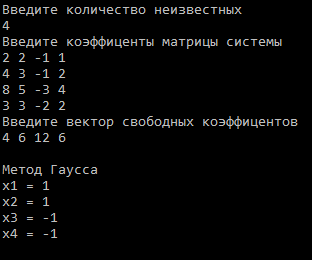 Введите количество неизвестных
4
Введите коэффиценты матрицы системы
2 2 -1 1
4 3 -1 2
8 5 -3 4
3 3 -2 2
Введите вектор свободных коэффицентов
4 6 12 6
Метод Гаусса
x1 = 1
x2 = 1
x3 = -1
x4 = -1